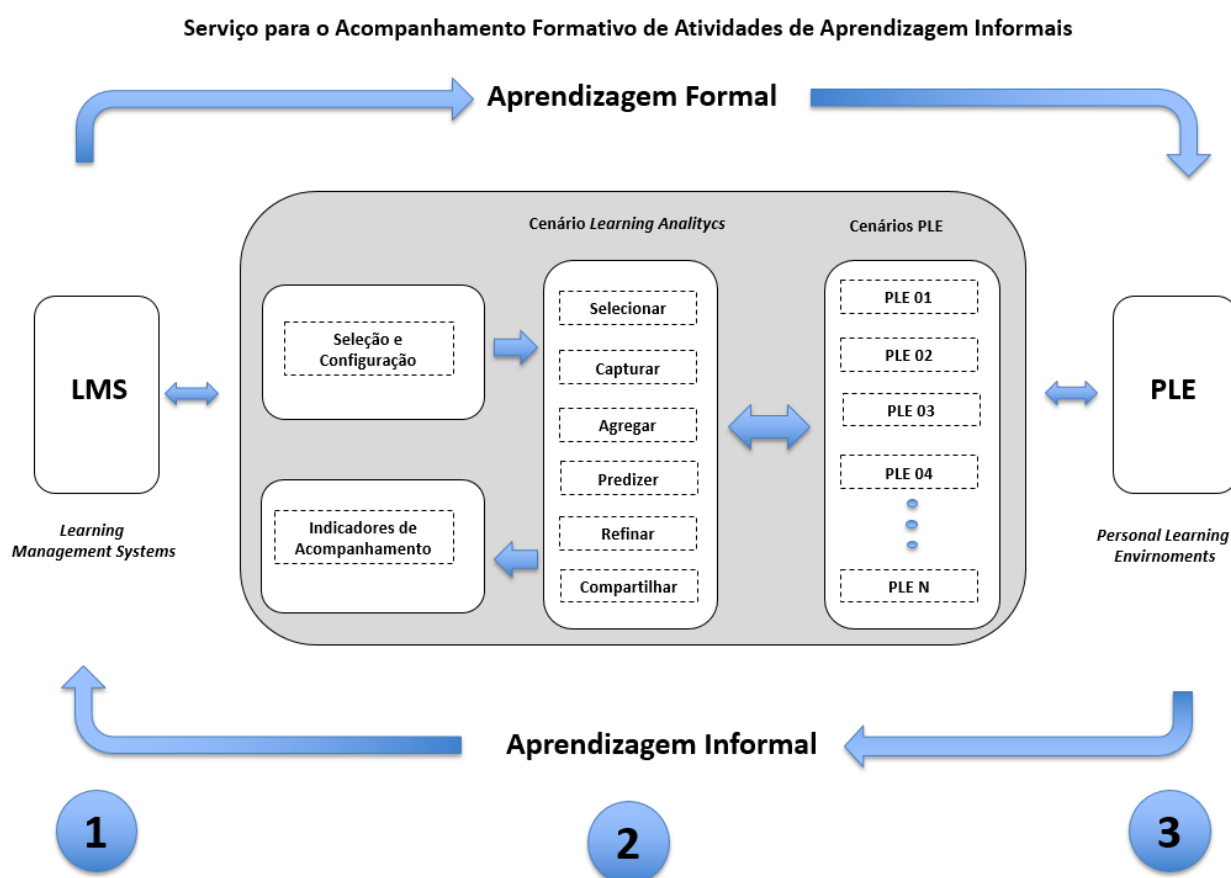 Serviço para o Acompanhamento Formativo de Atividades de Aprendizagem Informais
Aprendizagem Formal
Cenário Learning Analitycs
Cenários PLE
LMS
Learning
Management Systems
Seleção e
Configuração
Indicadores de
Acompanhamento
Selecionar
Capturar
Agregar
Predizer
Refinar
Compartilhar
PLE 01
PLE 02
PLE 03
PLE 04
PLE N
PLE
Personal Learning
Envirnoments
Aprendizagem Informal
1
2
3